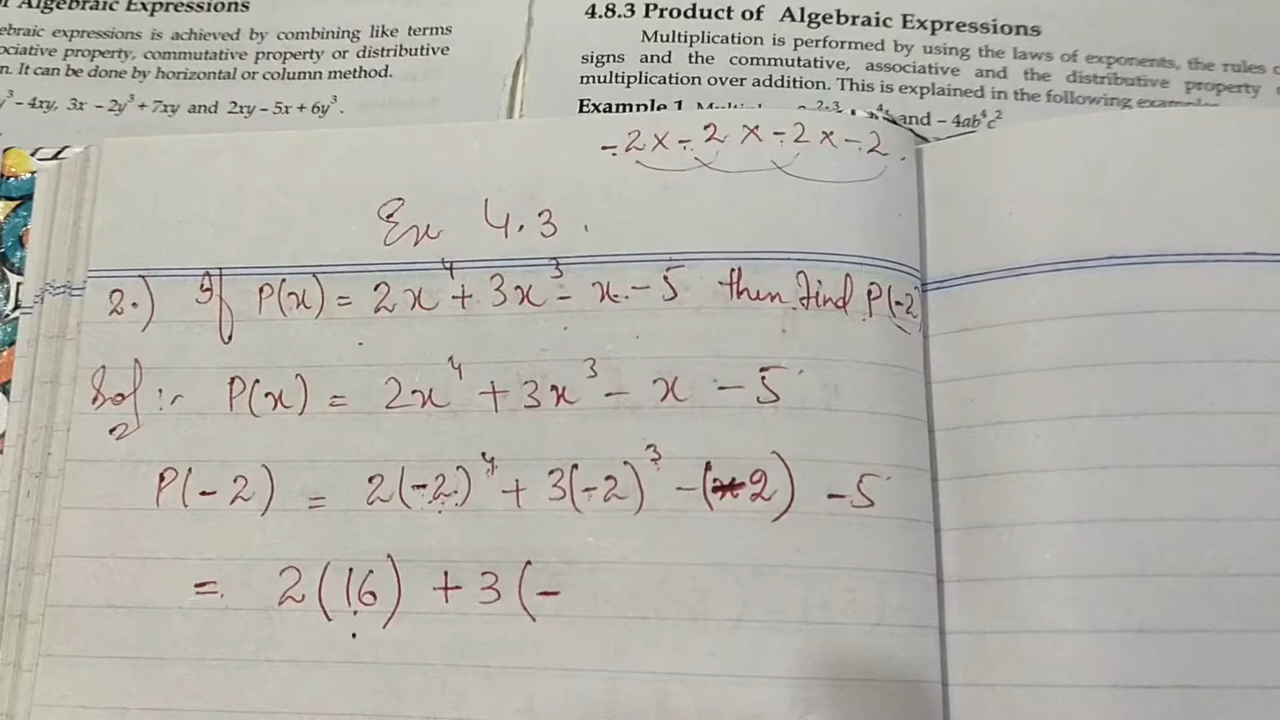 Algebraic Expressions
ebraic expressions is achieved by combining like terms
ociative property, commutative property or distributive
n. It can be done by horizontal or column method.
y³ – 4xy, 3x – 2y³ + 7xy and 2xy – 5x + 6y³.
4.8.3 Product of Algebraic Expressions
Multiplication is performed by using the laws of exponents, the rules
signs and the commutative, associative and the distributive property
multiplication over addition. This is explained in the following examples
Example 1 and – 4ab⁴c²
-2 x -2 x -2 x -2
Ex 4.3.
2.) If P(x) = 2x⁴ + 3x³ - x - 5 then find P(-2)
Sol :- P(x) = 2x⁴ + 3x³ - x - 5
P(-2) = 2(-2)⁴ + 3(-2)³ -(-2) -5
= 2(16) + 3(-